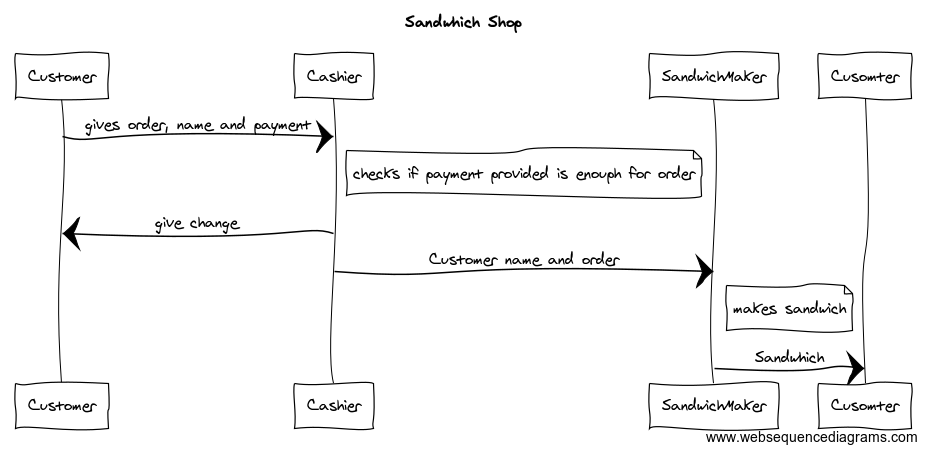 Sandwhich Shop
Customer
Cashier
SandwichMaker
Cusomter
gives order, name and payment
checks if payment provided is enouph for order
give change
Customer name and order
makes sandwich
Sandwhich
Customer
Cashier
SandwichMaker
Cusomter
www.websequencediagrams.com